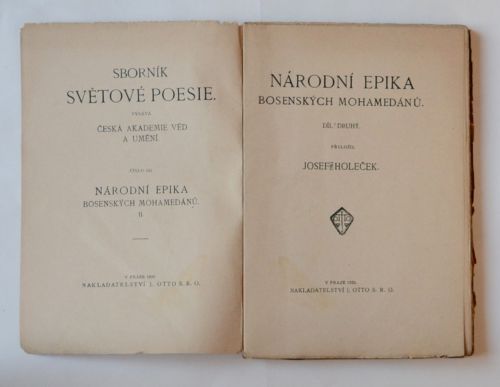 SBORNÍK
SVĚTOVÉ POESIE.
VYDÁVÁ
ČESKÁ AKADEMIE VĚD
A UMĚNÍ
ČÍSLO
NÁRODNÍ EPIKA
BOSENSKÝCH MOHAMEDÁNŮ.
II.
V PRAZE
NAKLADATELSTVÍ J. OTTO S. R. O.
NÁRODNÍ EPIKA
BOSENSKÝCH MOHAMEDÁNŮ.
DÍL DRUHÝ.
PŘELOŽIL
JOSEF HOLEČEK.
V PRAZE
NAKLADATELSTVÍ J. OTTO S. R. O.